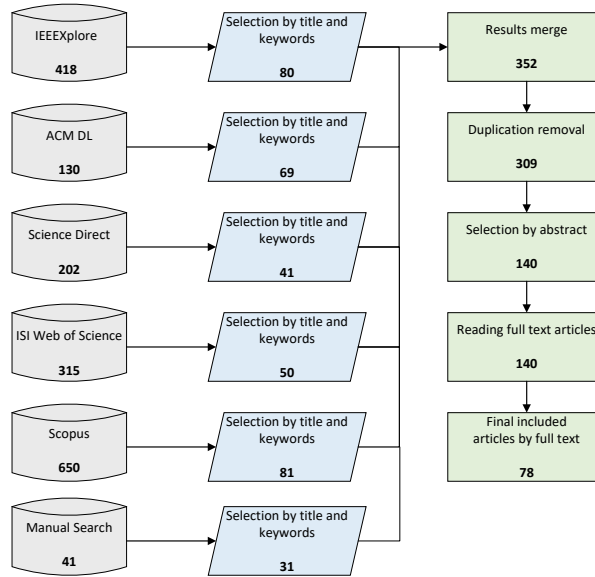 IEEEXplore
418
Selection by title and
keywords
80
Results merge
352
ACM DL
130
Selection by title and
keywords
69
Duplication removal
309
Science Direct
202
Selection by title and
keywords
41
Selection by abstract
140
ISI Web of Science
315
Selection by title and
keywords
50
Reading full text articles
140
Scopus
650
Selection by title and
keywords
81
Final included
articles by full text
78
Manual Search
41
Selection by title and
keywords
31